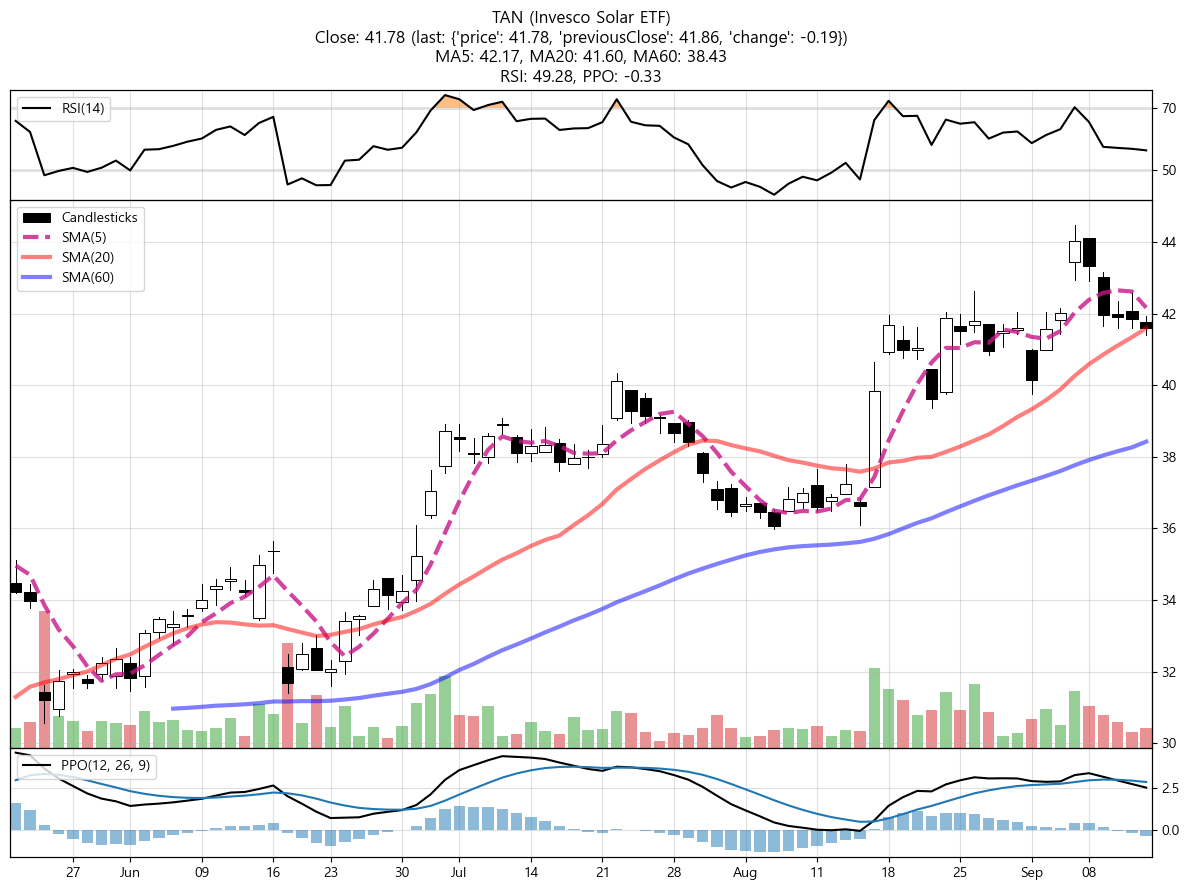 TAN (Invesco Solar ETF)
Close: 41.78 (last: {'price': 41.78, 'previousClose': 41.86, 'change': -0.19})
MA5: 42.17, MA20: 41.60, MA60: 38.43
RSI: 49.28, PPO: -0.33
RSI(14)
70
50
Candlesticks
SMA(5)
SMA(20)
SMA(60)
44
42
40
38
36
34
32
30
PPO(12, 26, 9)
2.5
0.0
27 Jun 09 16 23 30 Jul 14 21 28 Aug 11 18 25 Sep 08